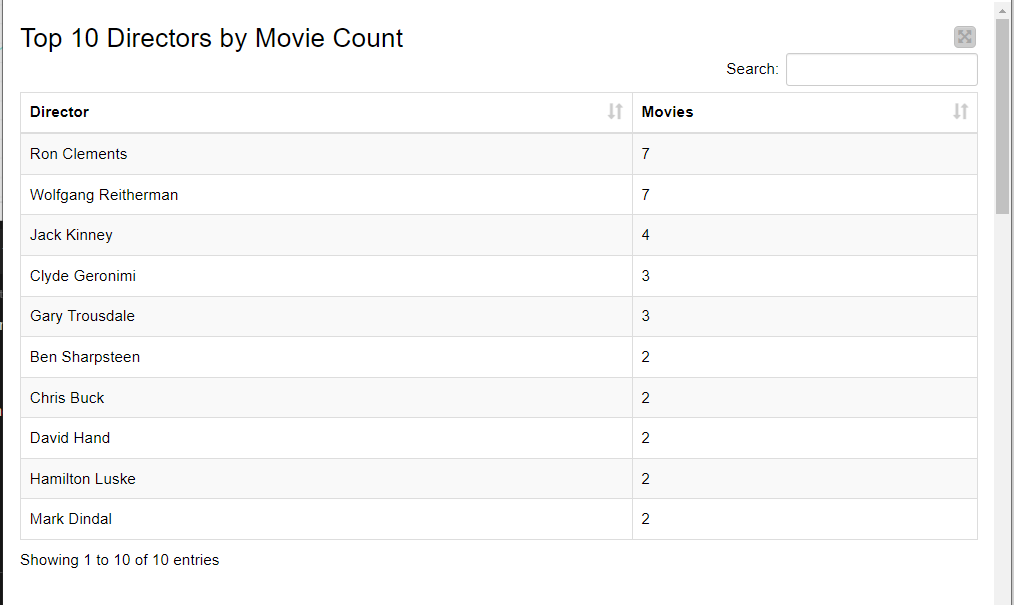 Top 10 Directors by Movie Count
Search:
Director Movies
Ron Clements 7
Wolfgang Reitherman 7
Jack Kinney 4
Clyde Geronimi 3
Gary Trousdale 3
Ben Sharpsteen 2
Chris Buck 2
David Hand 2
Hamilton Luske 2
Mark Dindal 2
Showing 1 to 10 of 10 entries